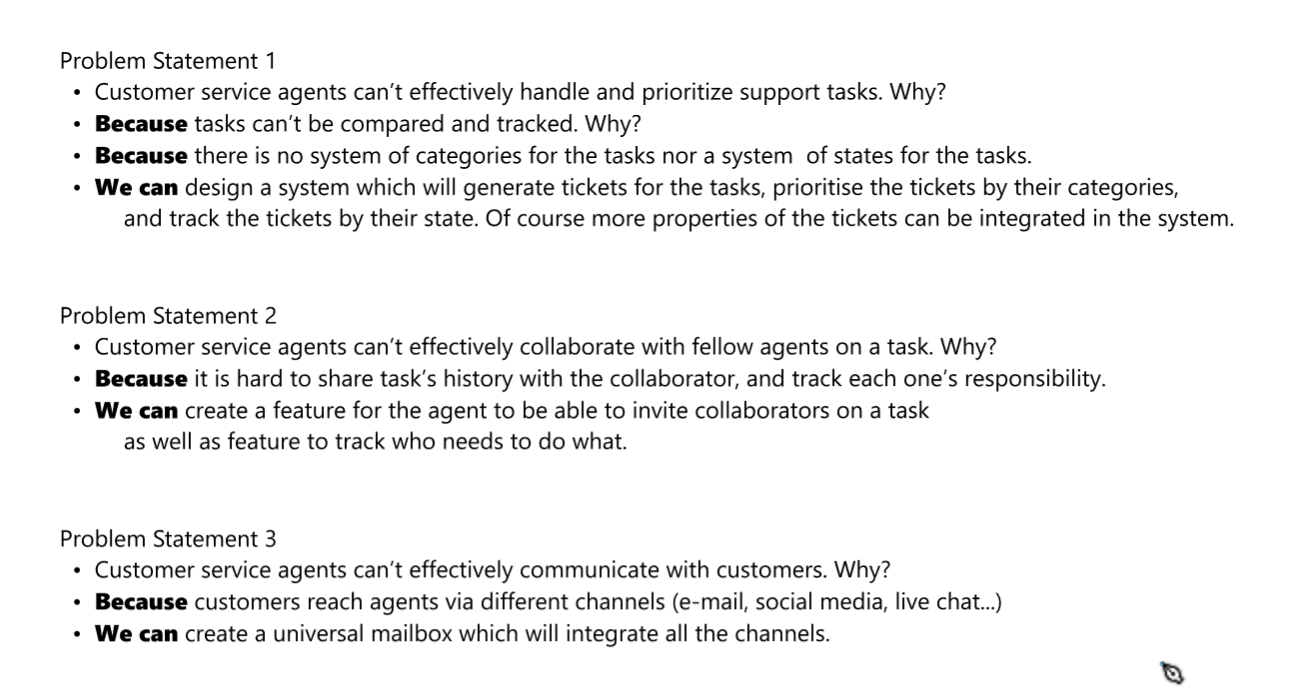 Problem Statement 1
• Customer service agents can't effectively handle and prioritize support tasks. Why?
• Because tasks can't be compared and tracked. Why?
• Because there is no system  of categories for the tasks nor a system  of states for the tasks.
• We can design a system which will generate tickets for the tasks, prioritise the tickets by their categories,
and track the tickets by their state. Of course more properties of the tickets can be integrated in the system.
Problem Statement 2
• Customer service agents can't effectively collaborate with fellow agents on a task. Why?
• Because it is hard to share task's history with the collaborator, and track each one's responsibility.
• We can create a feature for the agent to be able to invite collaborators on a task
as well as feature to track who needs to do what.
Problem Statement 3
• Customer service agents can't effectively communicate with customers. Why?
• Because customers reach agents via different channels (e-mail, social media, live chat...)
• We can create a universal mailbox which will integrate all the channels.